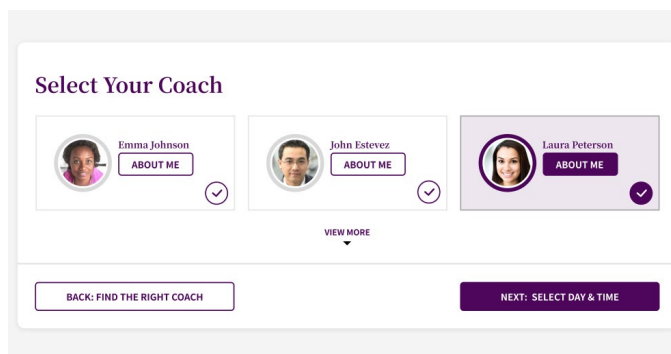 Select Your Coach
Emma Johnson
ABOUT ME
John Estevez
ABOUT ME
Laura Peterson
ABOUT ME
VIEW MORE
BACK: FIND THE RIGHT COACH
NEXT: SELECT DAY & TIME